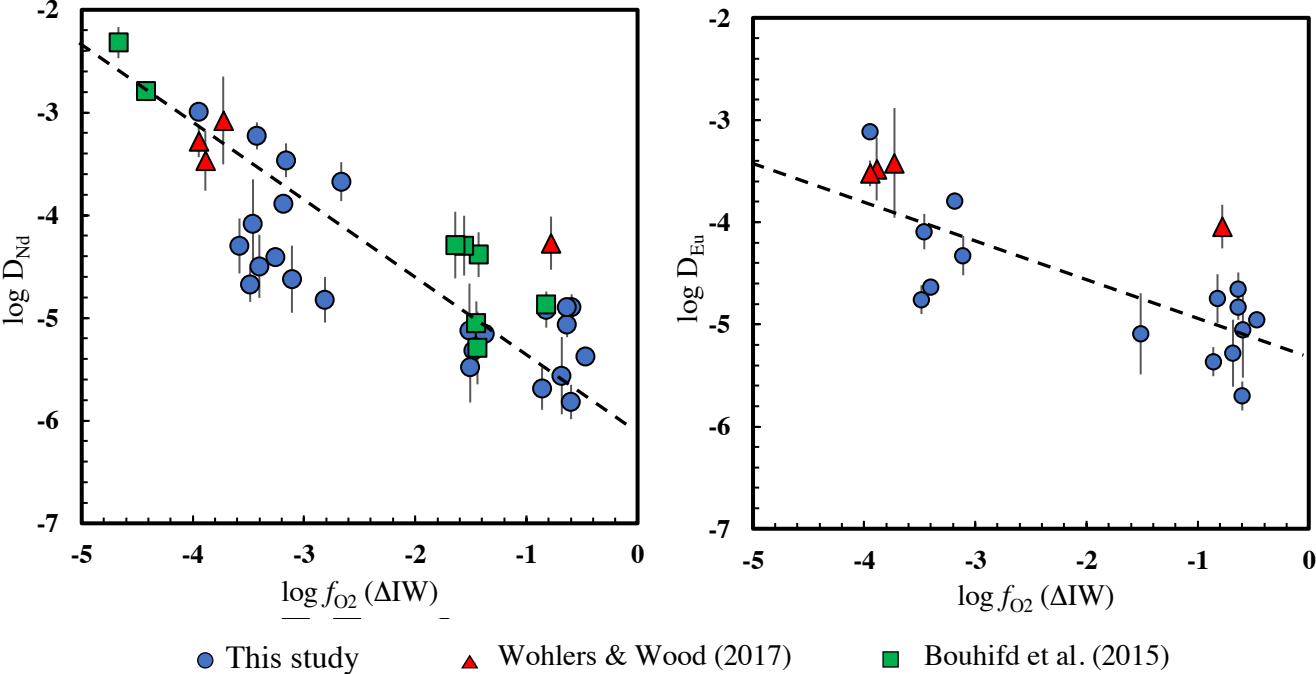 -2
-3
-4
-5
-6
-7
log D_Nd
-5 -4 -3 -2 -1 0
log f_O2 (ΔIW)
-2
-3
-4
-5
-6
-7
log D_Eu
-5 -4 -3 -2 -1 0
log f_O2 (ΔIW)
This study Wohlers & Wood (2017) Bouhifd et al. (2015)